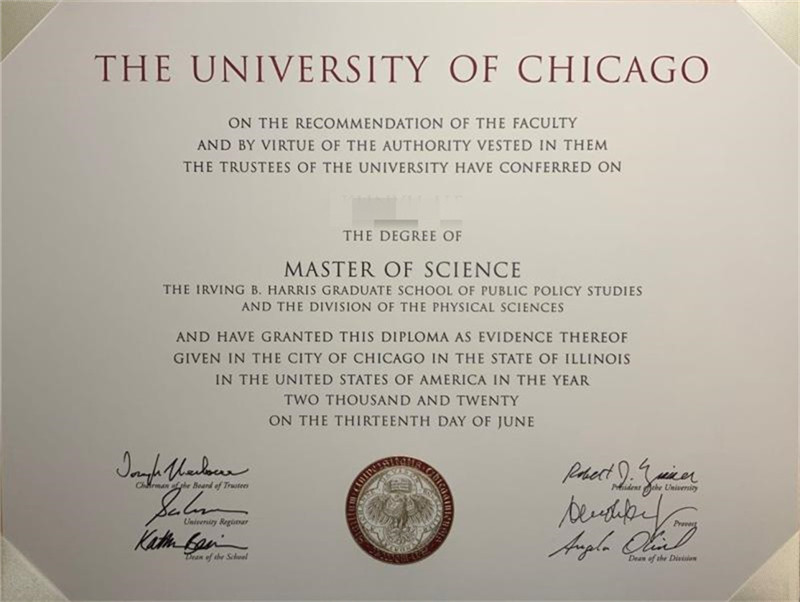 THE UNIVERSITY OF CHICAGO
ON THE RECOMMENDATION OF THE FACULTY
AND BY VIRTUE OF THE AUTHORITY VESTED IN THEM
THE TRUSTEES OF THE UNIVERSITY HAVE CONFERRED ON
THE DEGREE OF
MASTER OF SCIENCE
THE IRVING B. HARRIS GRADUATE SCHOOL OF PUBLIC POLICY STUDIES
AND THE DIVISION OF THE PHYSICAL SCIENCES
AND HAVE GRANTED THIS DIPLOMA AS EVIDENCE THEREOF
GIVEN IN THE CITY OF CHICAGO IN THE STATE OF ILLINOIS
IN THE UNITED STATES OF AMERICA IN THE YEAR
TWO THOUSAND AND TWENTY
ON THE THIRTEENTH DAY OF JUNE
Chairman of the Board of Trustees
University Registrar
Dean of the School
Robert J.
President of the University
Provost
Angela
Dean of the Division